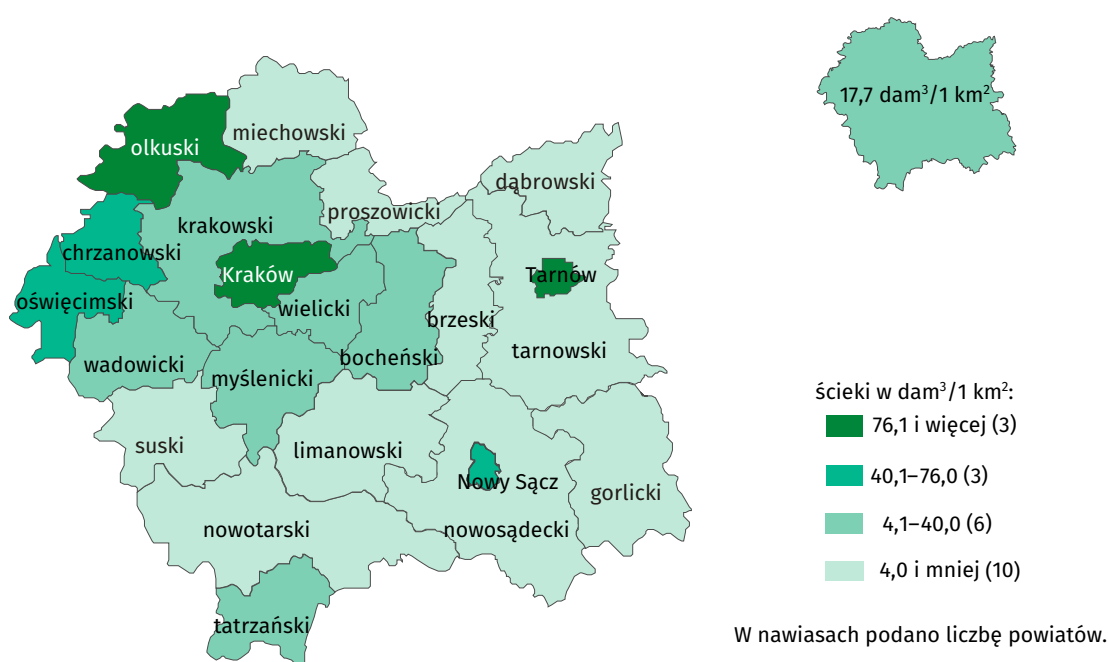 17,7 dam³/1 km²
miechowski
olkuski
dąbrowski
proszowicki
krakowski
chrzanowski
Kraków
Tarnów
oświęcimski
wielicki
brzeski
tarnowski
wadowicki
bocheński
myślenicki
suski
limanowski
Nowy Sącz
gorlicki
nowotarski
nowosądecki
tatrzański
ścieki w dam³/1 km²:
76,1 i więcej (3)
40,1–76,0 (3)
4,1–40,0 (6)
4,0 i mniej (10)
W nawiasach podano liczbę powiatów.